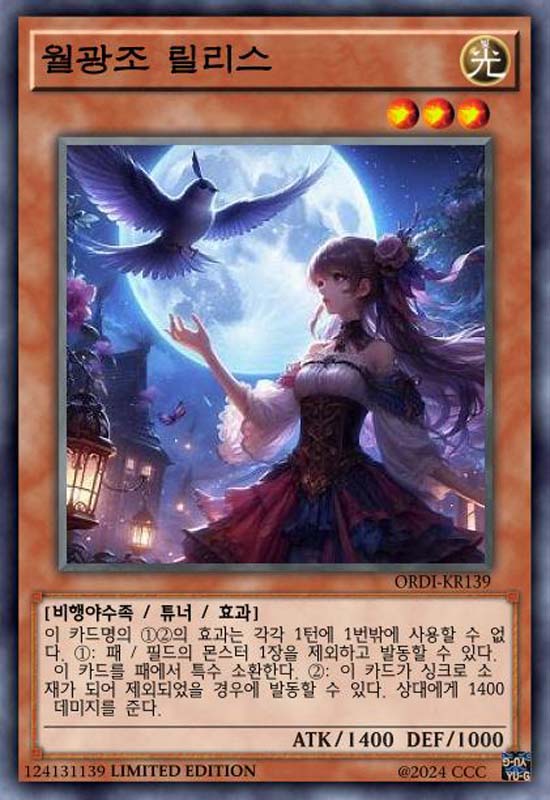 월광조 릴리스
빛
光
ORDI-KR139
[비행야수족 / 튜너 / 효과]
이 카드명의 ①②의 효과는 각각 1턴에 1번밖에 사용할 수 없
다. ①: 패 / 필드의 몬스터 1장을 제외하고 발동할 수 있다.
이 카드를 패에서 특수 소환한다. ②: 이 카드가 싱크로 소
재가 되어 제외되었을 경우에 발동할 수 있다. 상대에게 1400
데미지를 준다.
ATK/1400 DEF/1000
124131139 LIMITED EDITION
©2024 CCC